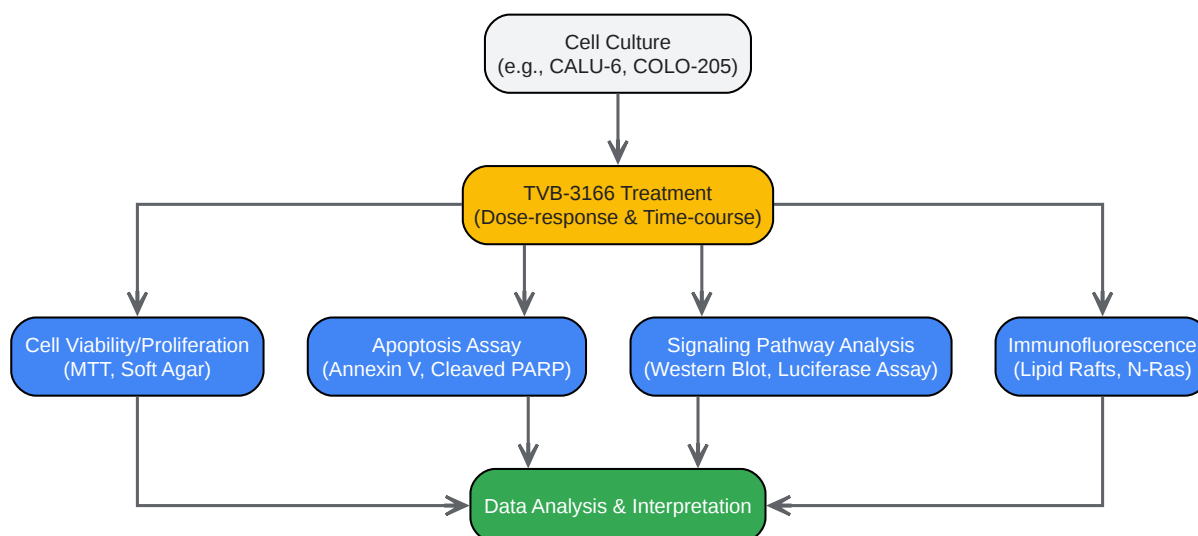 Cell Culture
(e.g., CALU-6, COLO-205)
TVB-3166 Treatment
(Dose-response & Time-course)
Cell Viability/Proliferation
(MTT, Soft Agar)
Apoptosis Assay
(Annexin V, Cleaved PARP)
Signaling Pathway Analysis
(Western Blot, Luciferase Assay)
Immunofluorescence
(Lipid Rafts, N-Ras)
Data Analysis & Interpretation